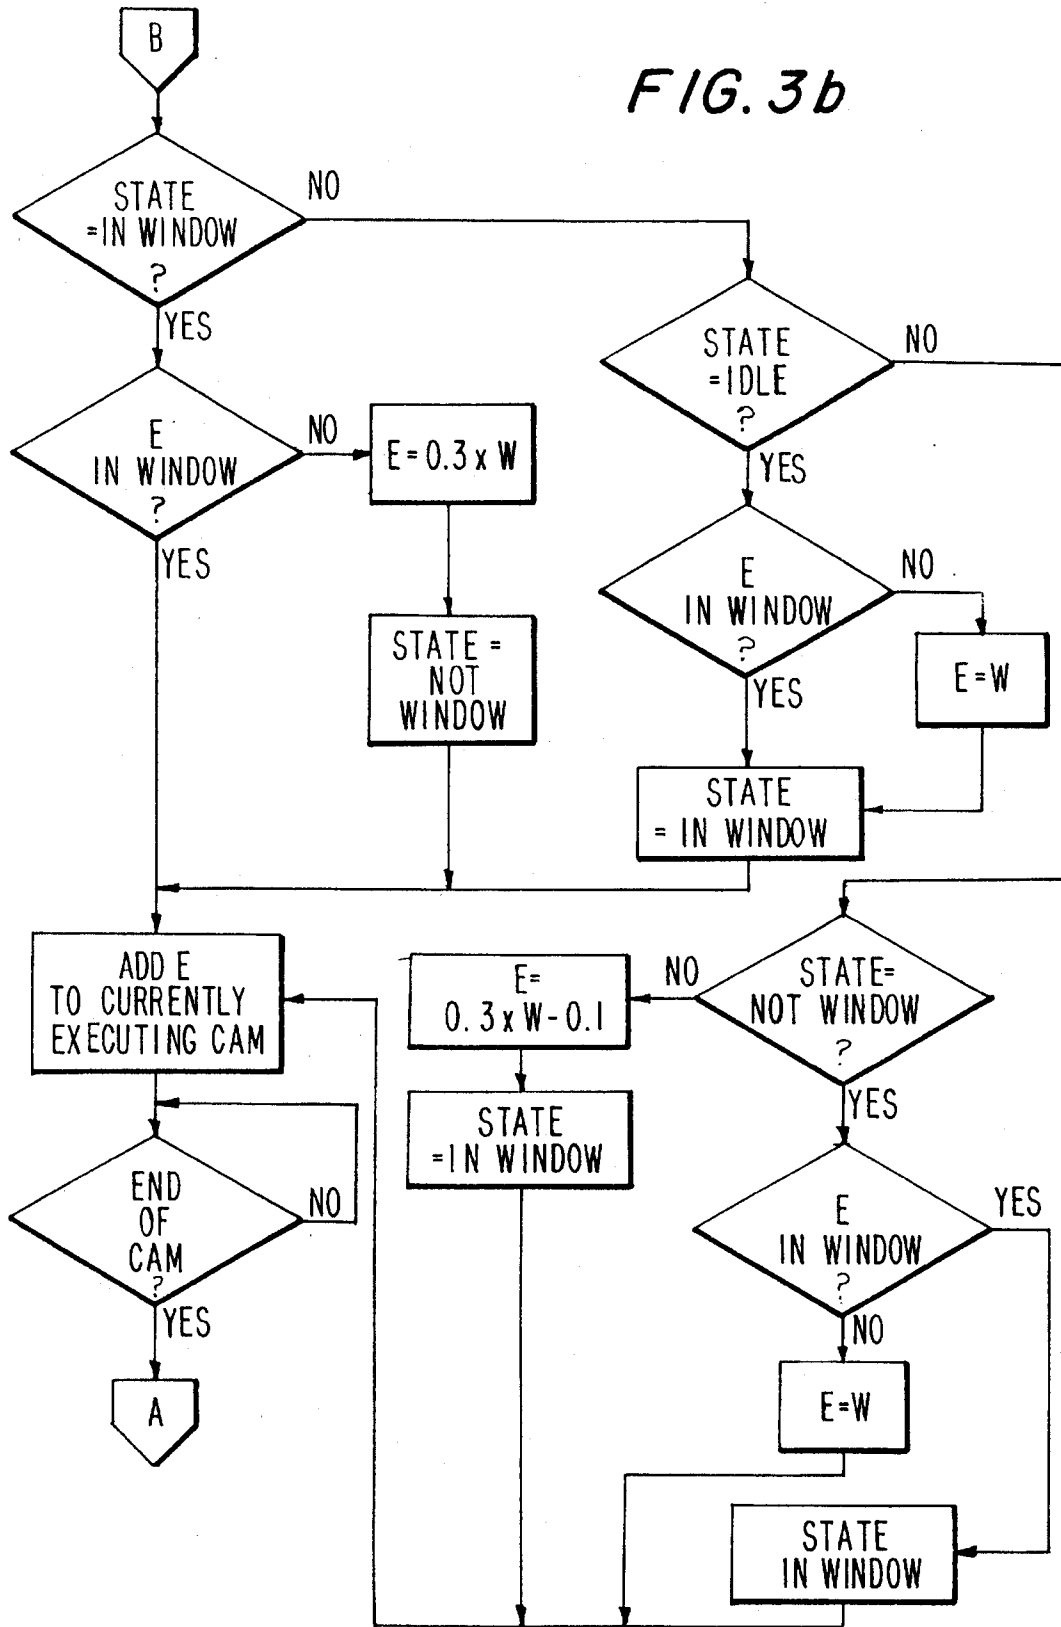 B
FIG. 3b
STATE
=IN WINDOW
?
NO
YES
STATE
=IDLE
?
NO
YES
E
IN WINDOW
?
NO
YES
E=0.3 x W
STATE =
NOT
WINDOW
E
IN WINDOW
?
NO
YES
E=W
STATE
= IN WINDOW
ADD E
TO CURRENTLY
EXECUTING CAM
E=
0.3 x W-0.1
NO
STATE=
NOT WINDOW
?
YES
STATE
=IN WINDOW
END
OF
CAM
?
NO
YES
E
IN WINDOW
?
YES
NO
A
E=W
STATE
IN WINDOW